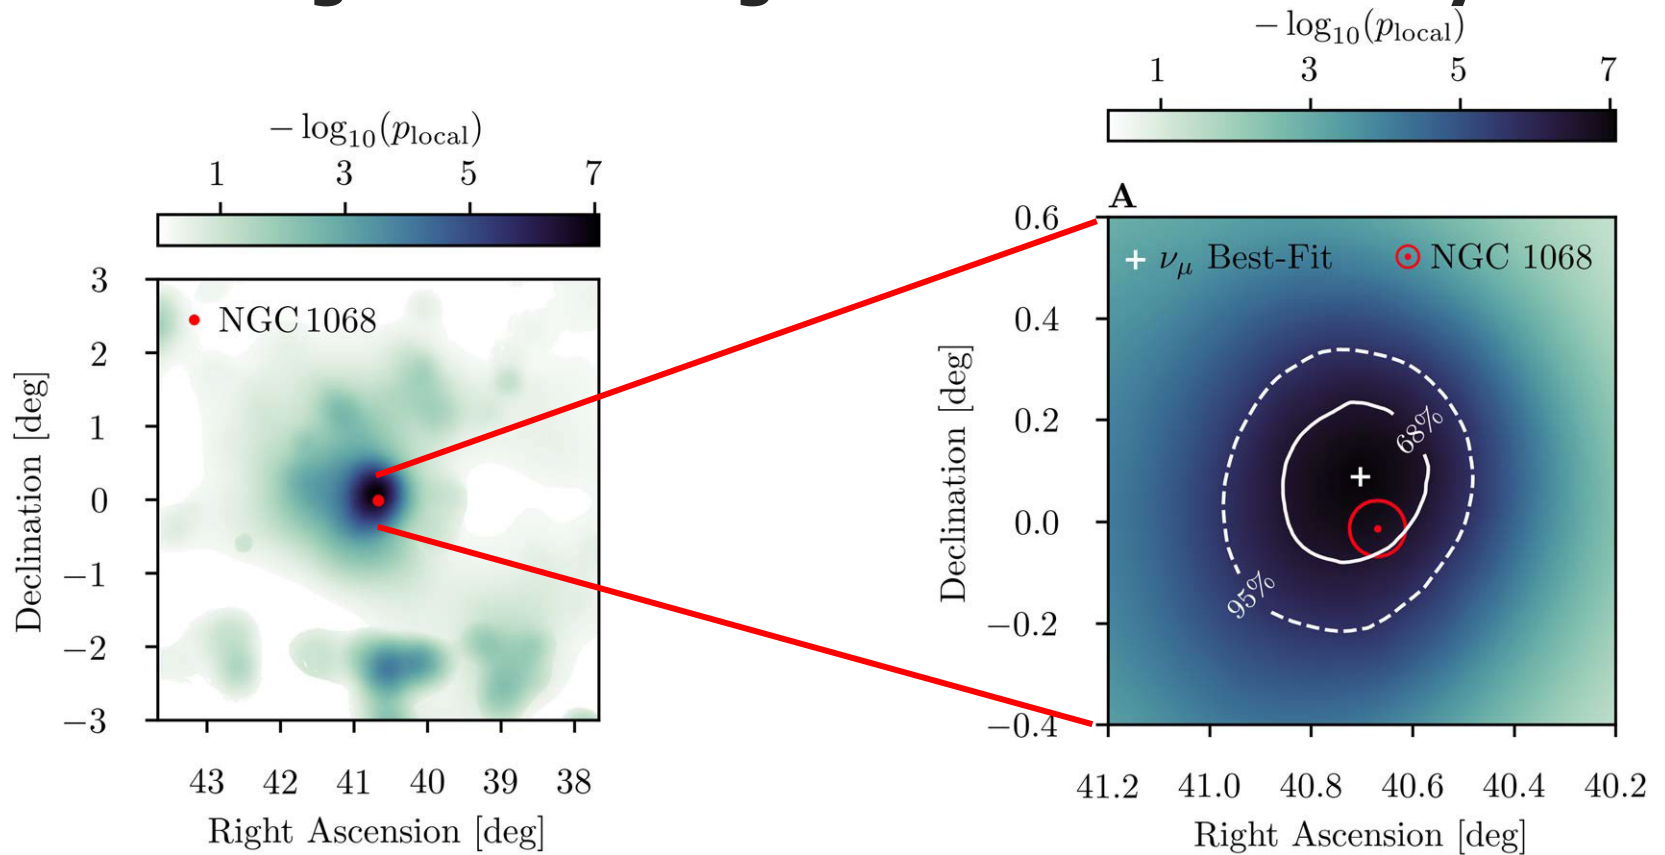 − log₁₀(p_local)
1 3 5 7
NGC 1068
3
2
1
0
−1
−2
−3
Declination [deg]
43 42 41 40 39 38
Right Ascension [deg]
− log₁₀(p_local)
1 3 5 7
A
ν_μ Best-Fit NGC 1068
0.6
0.4
0.2
0.0
−0.2
−0.4
Declination [deg]
68%
95%
41.2 41.0 40.8 40.6 40.4 40.2
Right Ascension [deg]